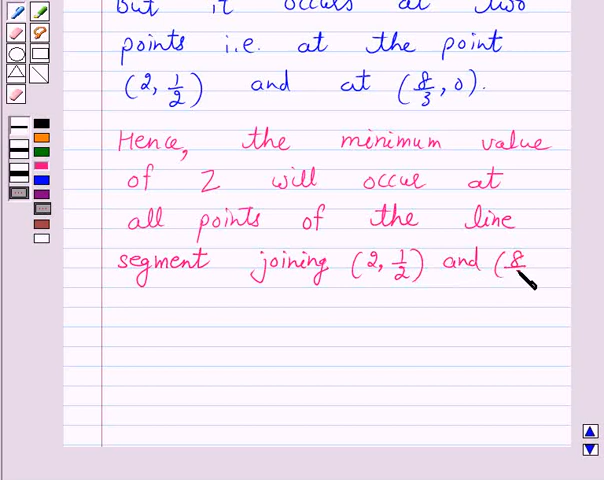 But it occurs at two
points i.e. at the point
(2, 1/2) and at (8/3, 0).
Hence, the minimum value
of Z will occur at
all points of the line
segment joining (2, 1/2) and (8